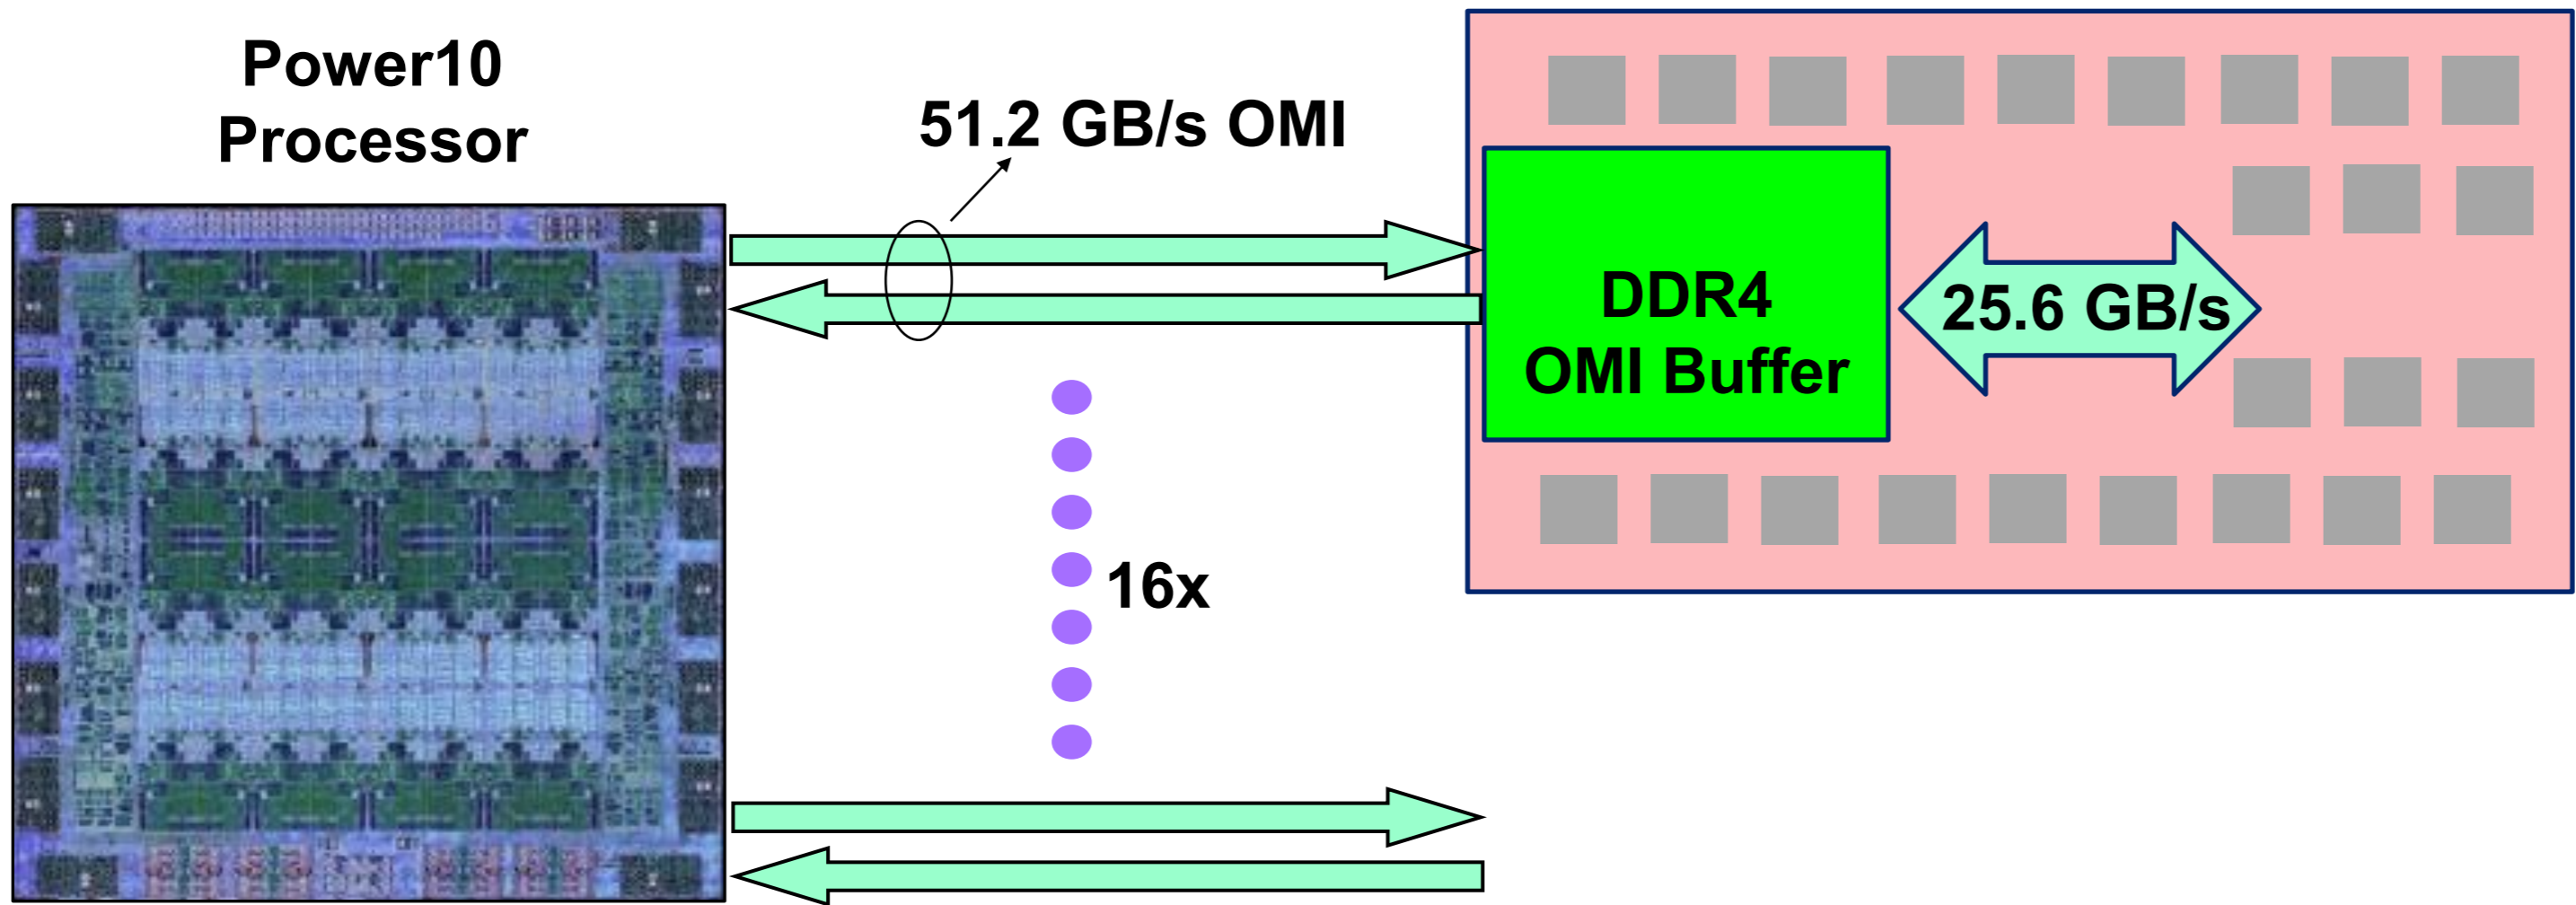 Power10
Processor
51.2 GB/s OMI
DDR4
OMI Buffer
25.6 GB/s
16x